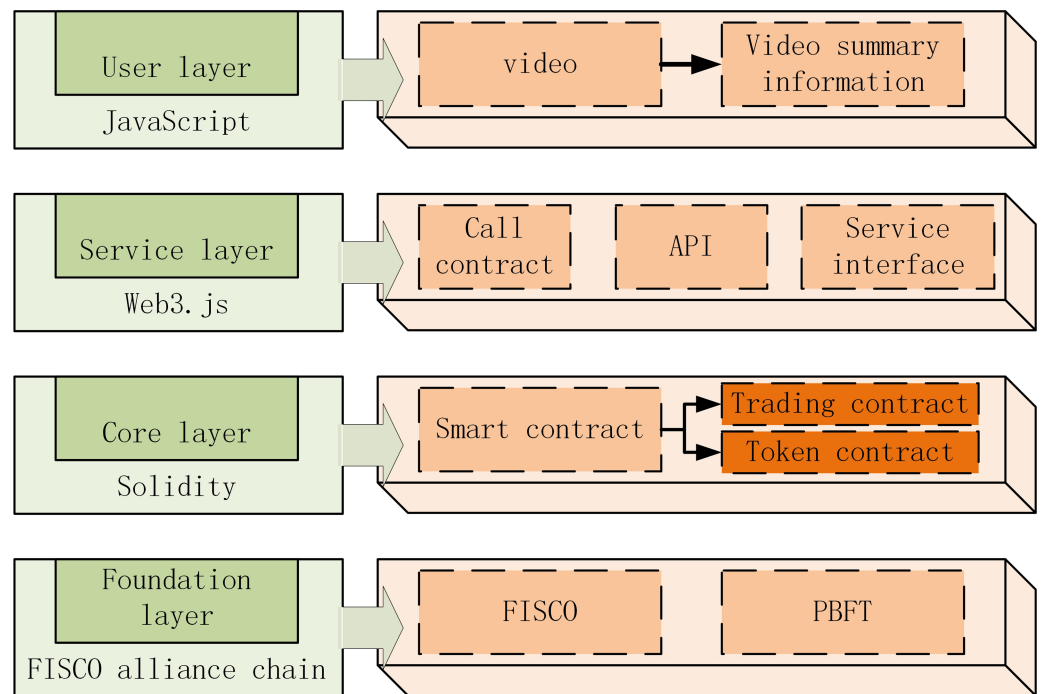 User layer
JavaScript
video
Video summary
information
Service layer
Web3.js
Call
contract
API
Service
interface
Core layer
Solidity
Smart contract
Trading contract
Token contract
Foundation
layer
FISCO alliance chain
FISCO
PBFT